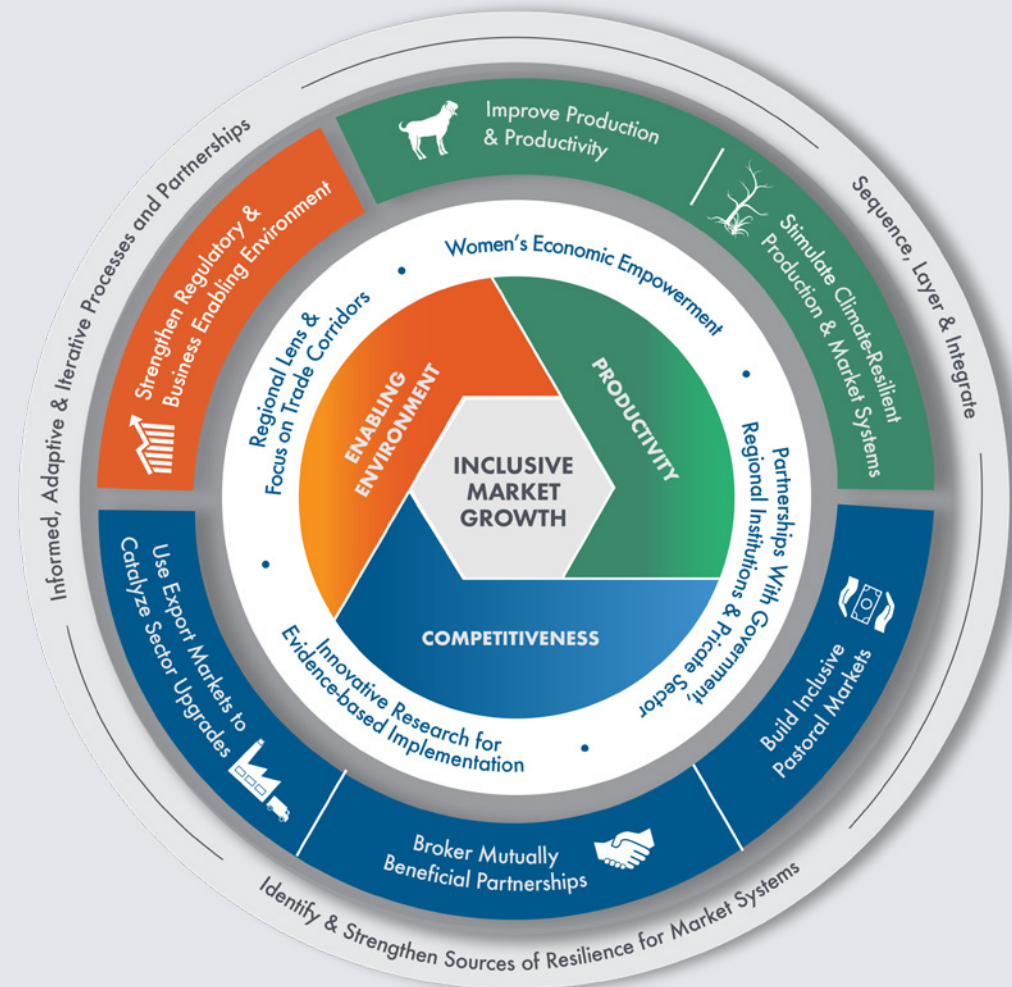 Informed, Adaptive & Iterative Processes and Partnerships
Sequence, Layer & Integrate
Identify & Strengthen Sources of Resilience for Market Systems
Strengthen Regulatory &
Business Enabling Environment
Improve Production
& Productivity
Stimulate Climate-Resilient
Production & Market Systems
Build Inclusive
Pastoral Markets
Broker Mutually
Beneficial Partnerships
Use Export Markets to
Catalyze Sector Upgrades
Regional Lens &
Focus on Trade Corridors
Women's Economic Empowerment
Partnerships With Government,
Regional Institutions & Pricate Sector
Innovative Research for
Evidence-based Implementation
ENABLING
ENVIRONMENT
PRODUCTIVITY
COMPETITIVENESS
INCLUSIVE
MARKET
GROWTH